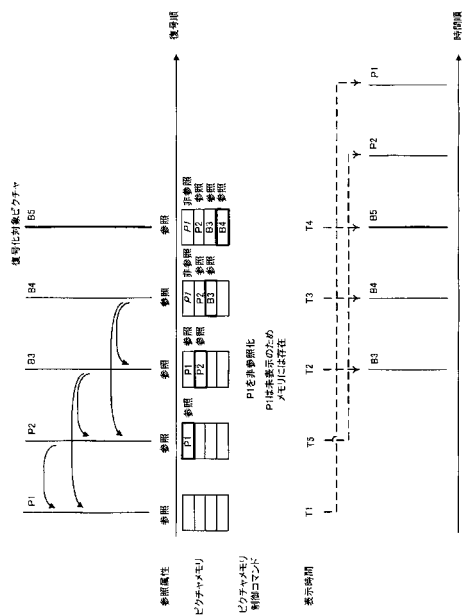 復号化対象ピクチャ
P1 P2 B3 B4 B5
参照属性 参照 参照 参照 参照 参照
復号順
ピクチャメモリ
P1 参照
P1 参照
P2 参照
P1 非参照
P2 参照
B3 参照
P1 非参照
P2 参照
B3 参照
B4 参照
ピクチャメモリ
制御コマンド
P1を非参照化
P1は未表示のため
メモリには存在
表示時間 T1 T5 T2 T3 T4
B3 B4 B5 P2 P1
時間順